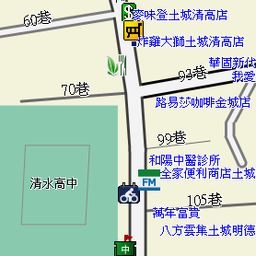 $
60巷
麥味登土城清高店
炸雞大獅土城清高店
華固新代
我愛
93巷
70巷
路易莎咖啡金城店
99巷
和陽中醫診所
全家便利商店土城
清水高中
FM
105巷
萬年富貴
八方雲集土城明德
中